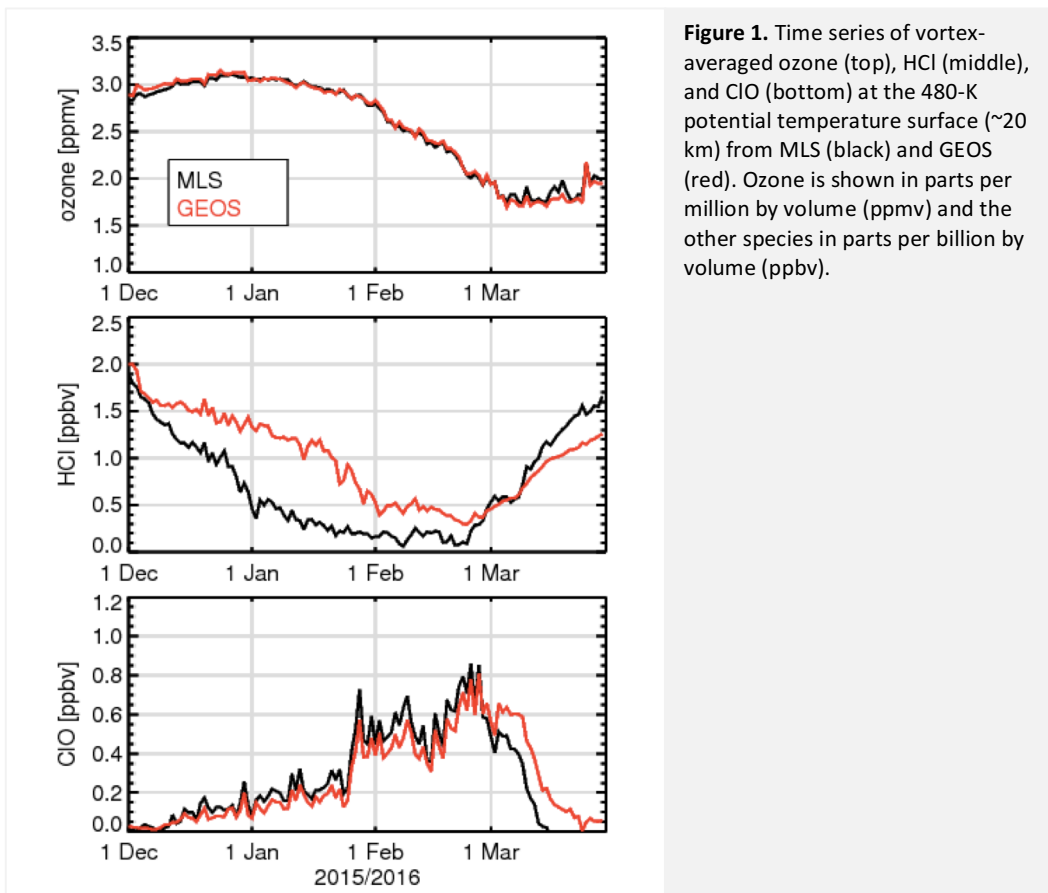 3.5
3.0
2.5
2.0
1.5
1.0
ozone [ppmv]
MLS
GEOS
1 Dec
1 Jan
1 Feb
1 Mar
2.5
2.0
1.5
1.0
0.5
0.0
HCl [ppbv]
1 Dec
1 Jan
1 Feb
1 Mar
1.2
1.0
0.8
0.6
0.4
0.2
0.0
ClO [ppbv]
1 Dec
1 Jan
1 Feb
1 Mar
2015/2016
Figure 1. Time series of vortex-
averaged ozone (top), HCl (middle),
and ClO (bottom) at the 480-K
potential temperature surface (~20
km) from MLS (black) and GEOS
(red). Ozone is shown in parts per
million by volume (ppmv) and the
other species in parts per billion by
volume (ppbv).